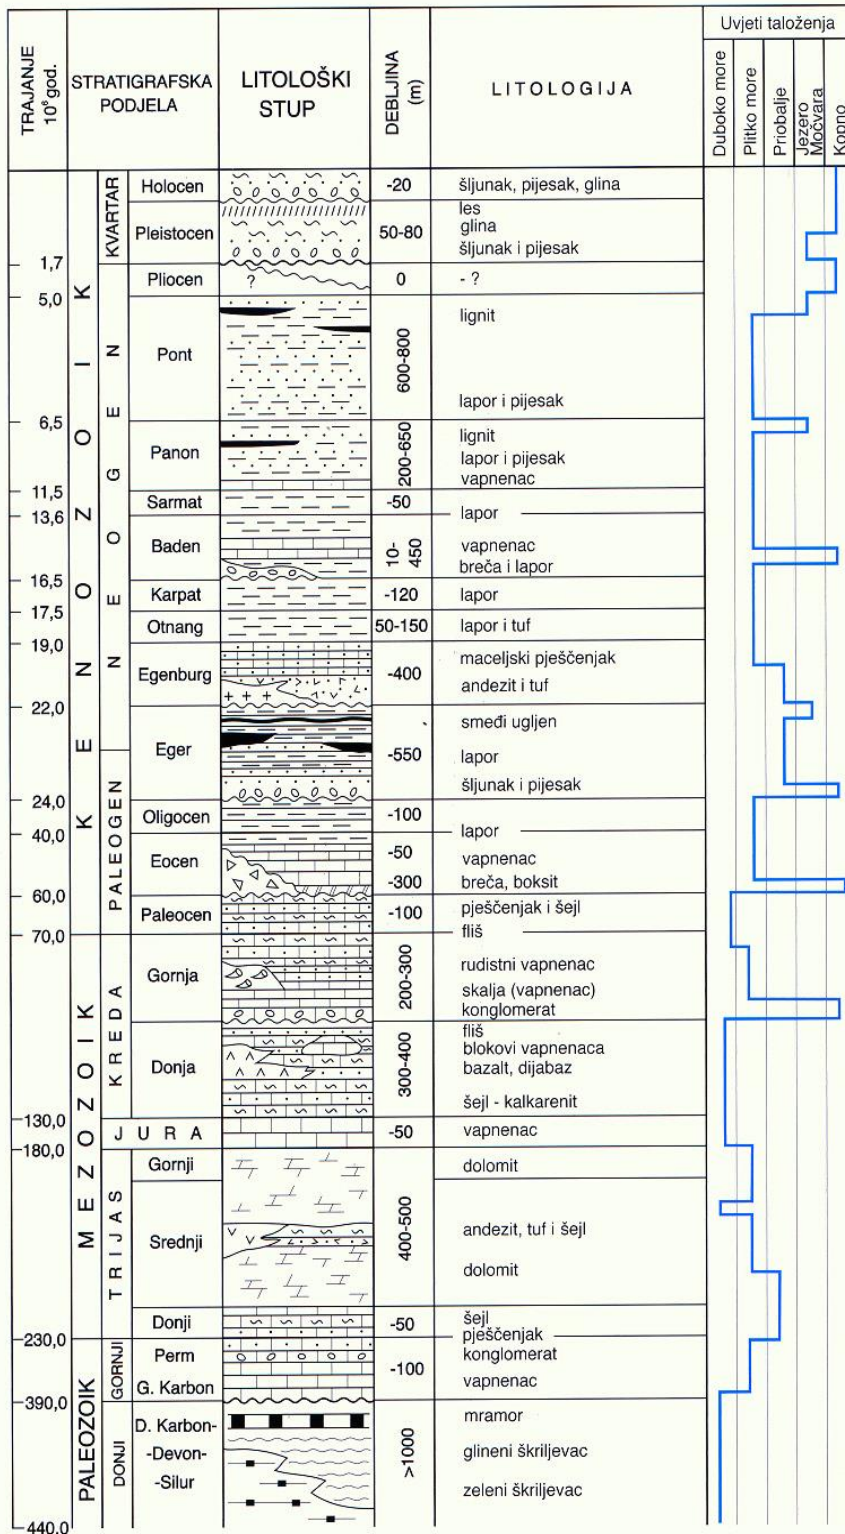 TRAJANJE
10⁶ god.
STRATIGRAFSKA
PODJELA
LITOLOŠKI
STUP
DEBLJINA
(m)
LITOLOGIJA
Uvjeti taloženja
Duboko more
Plitko more
Priobalje
Jezero
Močvara
Kopno
KENOZOIK
KVARTAR
Holocen
-20
šljunak, pijesak, glina
Pleistocen
50-80
les
glina
šljunak i pijesak
1,7
NEOGEN
Pliocen
?
0
- ?
5,0
Pont
600-800
lignit
lapor i pijesak
6,5
Panon
200-650
lignit
lapor i pijesak
vapnenac
11,5
Sarmat
-50
lapor
13,6
Baden
10-
450
vapnenac
breča i lapor
16,5
Karpat
-120
lapor
17,5
Otnang
50-150
lapor i tuf
19,0
Egenburg
-400
maceljski pješčenjak
andezit i tuf
22,0
Eger
-550
smeđi ugljen
lapor
šljunak i pijesak
24,0
PALEOGEN
Oligocen
-100
lapor
40,0
Eocen
-50
vapnenac
-300
breča, boksit
60,0
Paleocen
-100
pješčenjak i šejl
fliš
70,0
MEZOZOIK
KREDA
Gornja
200-300
rudistni vapnenac
skalja (vapnenac)
konglomerat
Donja
300-400
fliš
blokovi vapnenaca
bazalt, dijabaz
šejl - kalkarenit
130,0
JURA
-50
vapnenac
180,0
TRIJAS
Gornji
dolomit
400-500
Srednji
andezit, tuf i šejl
dolomit
Donji
-50
šejl
pješčenjak
230,0
PALEOZOIK
GORNJI
Perm
-100
konglomerat
G. Karbon
vapnenac
390,0
DONJI
D. Karbon-
-Devon-
-Silur
>1000
mramor
glineni škriljevac
zeleni škriljevac
440,0